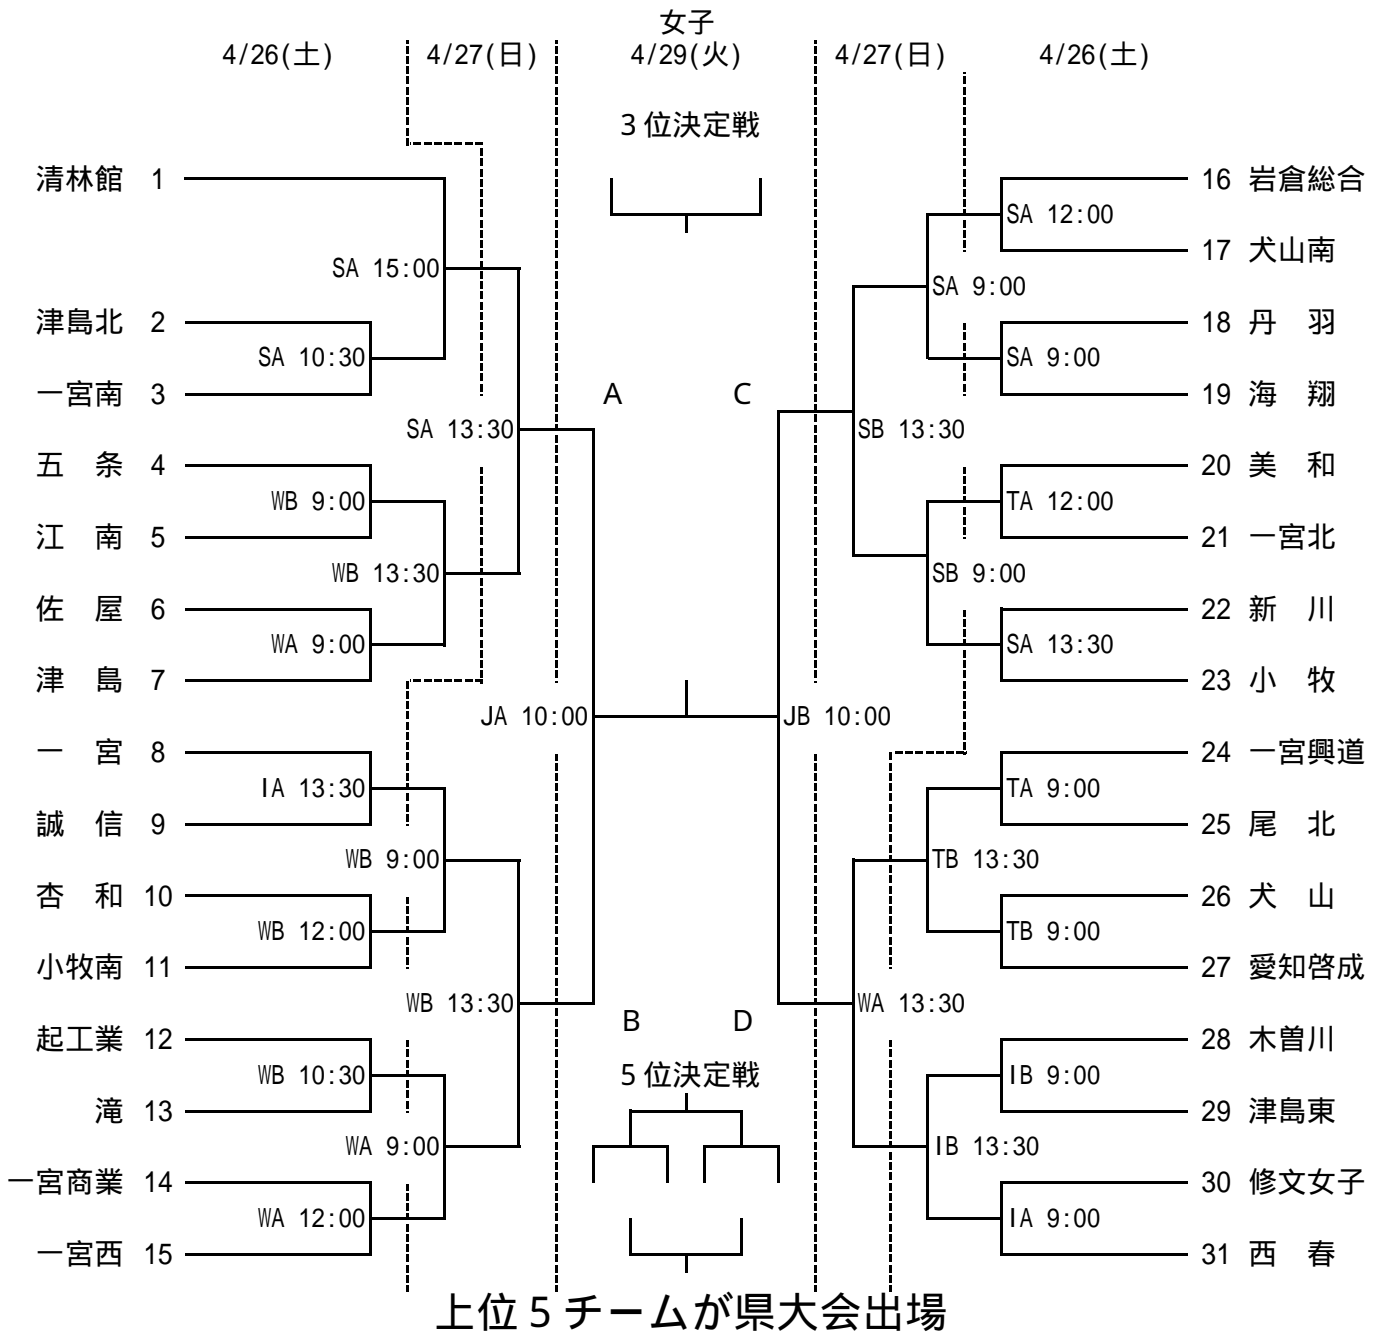 女子
4/26(土) 4/27(日) 4/29(火) 4/27(日) 4/26(土)
3位決定戦
清林館 1
SA 15:00
津島北 2
SA 10:30
一宮南 3
SA 13:30
五 条 4
WB 9:00
江 南 5
WB 13:30
佐 屋 6
WA 9:00
津 島 7
JA 10:00
一 宮 8
IA 13:30
誠 信 9
WB 9:00
杏 和 10
WB 12:00
小牧南 11
WB 13:30
起工業 12
WB 10:30
滝 13
WA 9:00
一宮商業 14
WA 12:00
一宮西 15
A C
B D
5位決定戦
16 岩倉総合
SA 12:00
17 犬山南
SA 9:00
18 丹 羽
SA 9:00
19 海 翔
SB 13:30
20 美 和
TA 12:00
21 一宮北
SB 9:00
22 新 川
SA 13:30
23 小 牧
JB 10:00
24 一宮興道
TA 9:00
25 尾 北
TB 13:30
26 犬 山
TB 9:00
27 愛知啓成
WA 13:30
28 木曽川
IB 9:00
29 津島東
IB 13:30
30 修文女子
IA 9:00
31 西 春
上位5チームが県大会出場